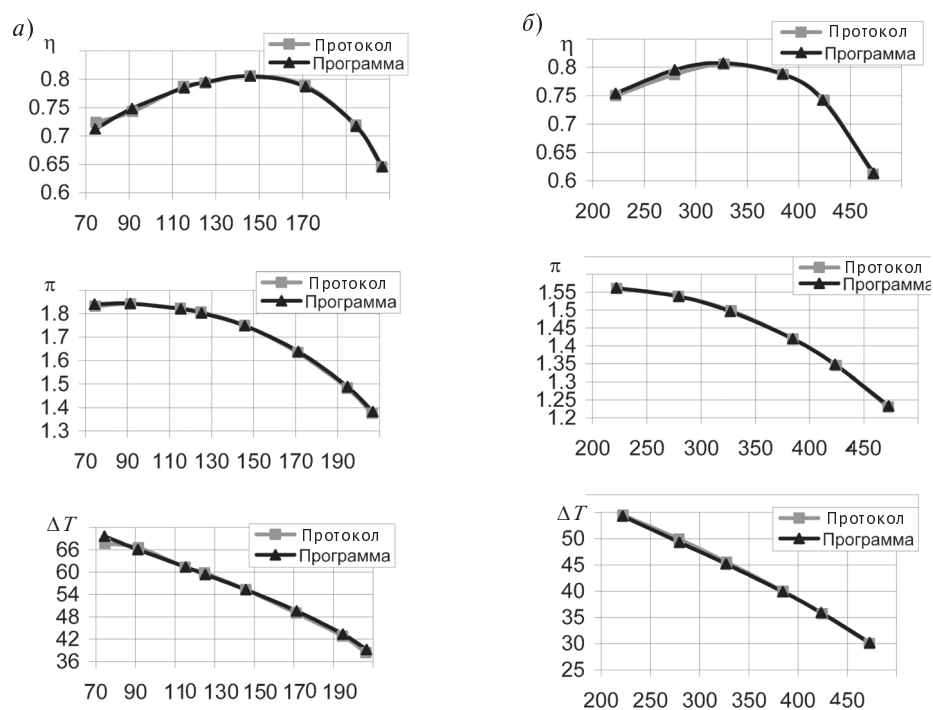 а)
η
Протокол
Программа
0.8
0.75
0.7
0.65
0.6
70 90 110 130 150 170
π
Протокол
Программа
1.8
1.7
1.6
1.5
1.4
1.3
70 90 110 130 150 170 190
ΔT
Протокол
Программа
66
60
54
48
42
36
70 90 110 130 150 170 190
б)
η
Протокол
Программа
0.8
0.75
0.7
0.65
0.6
200 250 300 350 400 450
π
Протокол
Программа
1.55
1.5
1.45
1.4
1.35
1.3
1.25
1.2
200 250 300 350 400 450
ΔT
Протокол
Программа
50
45
40
35
30
25
200 250 300 350 400 450